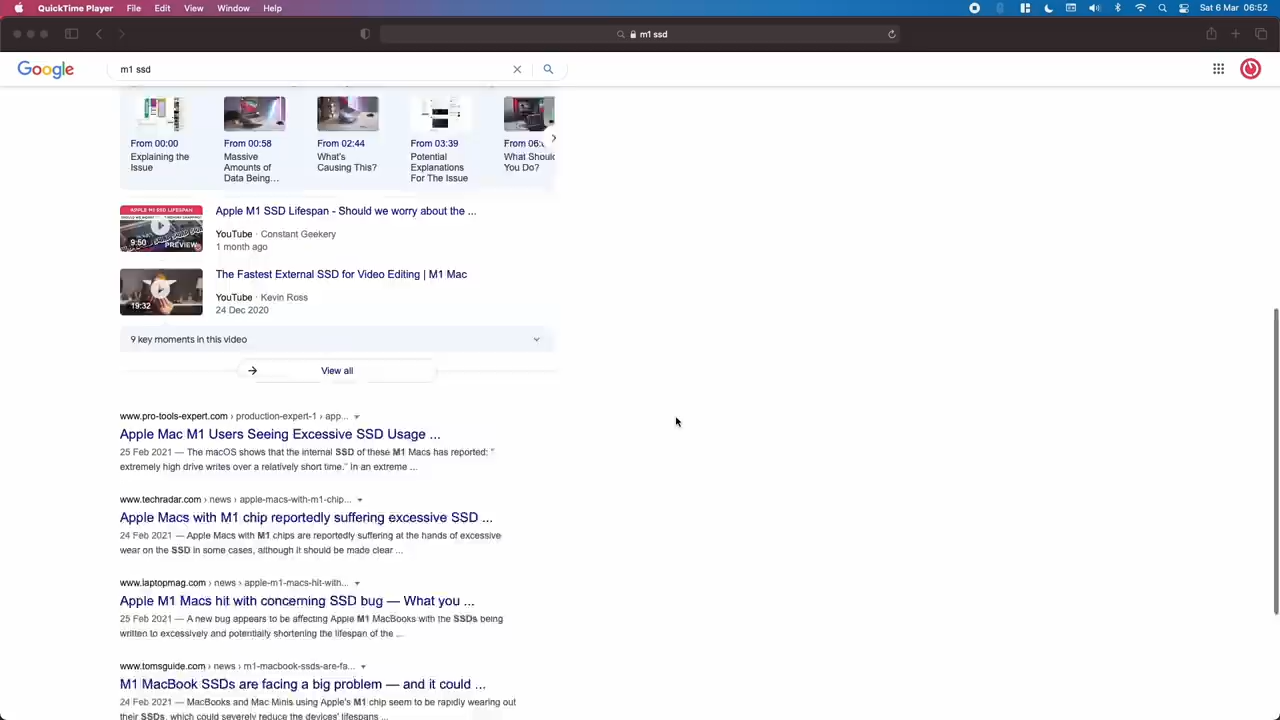 QuickTime Player File Edit View Window Help Sat 6 Mar 06:52
m1 ssd
Google m1 ssd
From 00:00 From 00:58 From 02:44 From 03:39 From 06:
Explaining the Issue
Massive Amounts of Data Being...
What's Causing This?
Potential Explanations For The Issue
What Should You Do?
APPLE M1 SSD LIFESPAN
9:50 PREVIEW
Apple M1 SSD Lifespan - Should we worry about the ...
YouTube · Constant Geekery
1 month ago
19:32
The Fastest External SSD for Video Editing | M1 Mac
YouTube · Kevin Ross
24 Dec 2020
9 key moments in this video
View all
www.pro-tools-expert.com › production-expert-1 › app...
Apple Mac M1 Users Seeing Excessive SSD Usage ...
25 Feb 2021 — The macOS shows that the internal SSD of these M1 Macs has reported: “
extremely high drive writes over a relatively short time.” In an extreme ...
www.techradar.com › news › apple-macs-with-m1-chip...
Apple Macs with M1 chip reportedly suffering excessive SSD ...
24 Feb 2021 — Apple Macs with M1 chips are reportedly suffering at the hands of excessive
wear on the SSD in some cases, although it should be made clear ...
www.laptopmag.com › news › apple-m1-macs-hit-with...
Apple M1 Macs hit with concerning SSD bug — What you ...
25 Feb 2021 — A new bug appears to be affecting Apple M1 MacBooks with the SSDs being
written to excessively and potentially shortening the lifespan of the ...
www.tomsguide.com › news › m1-macbook-ssds-are-fa...
M1 MacBook SSDs are facing a big problem — and it could ...
24 Feb 2021 — MacBooks and Mac Minis using Apple's M1 chip seem to be rapidly wearing out
their SSDs, which could severely reduce the devices' lifespans ...